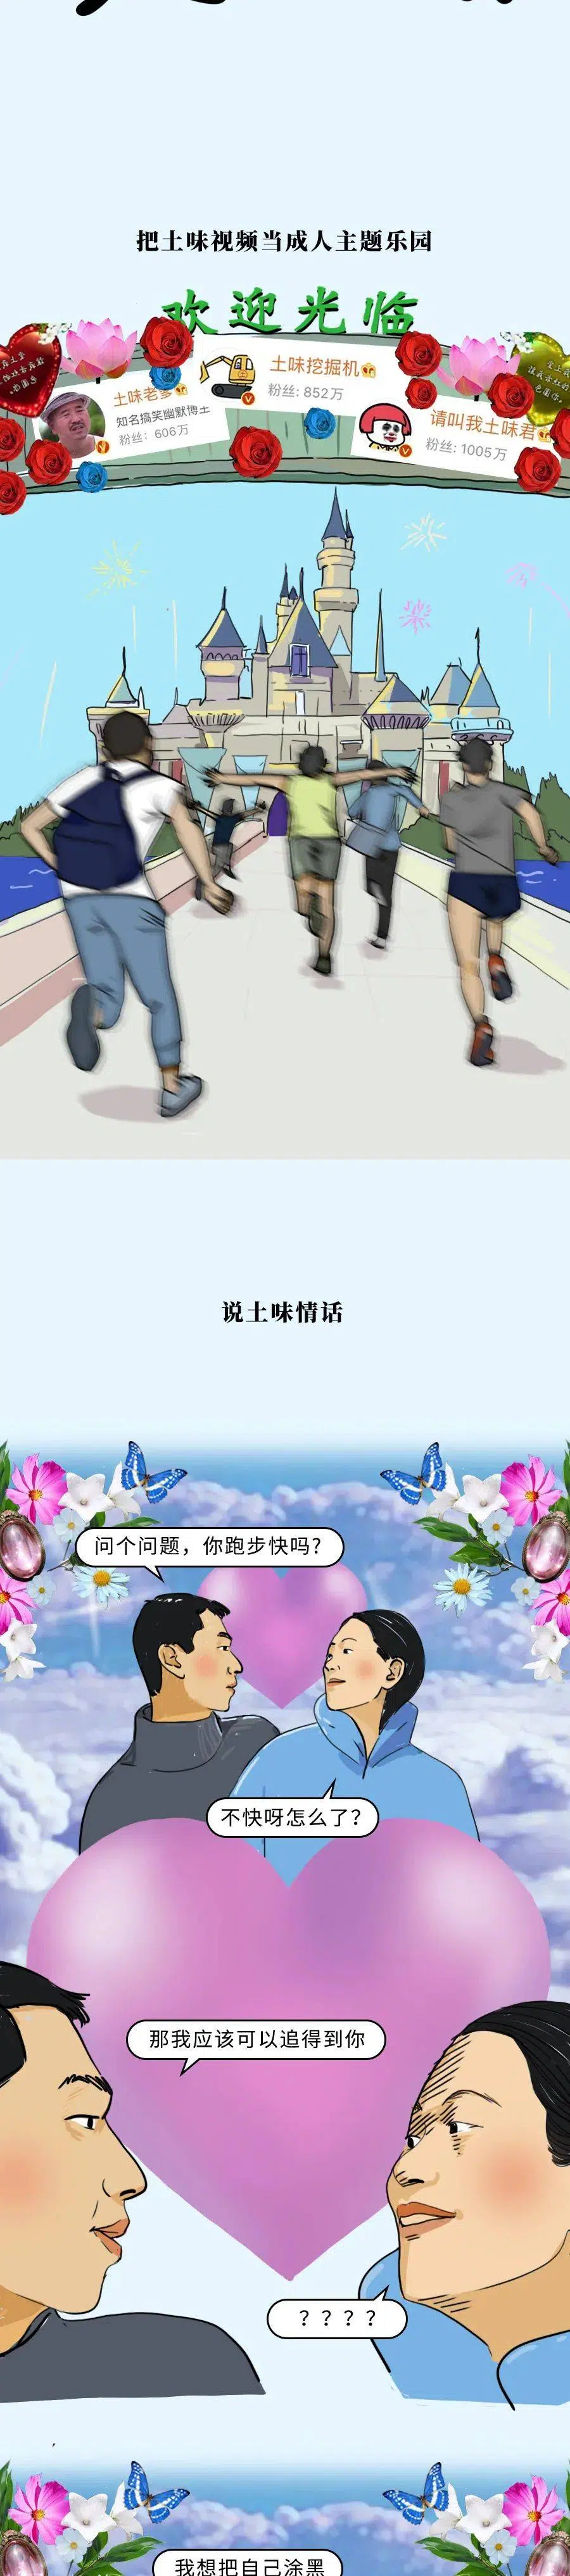 把土味视频当成人主题乐园
欢迎光临
土味挖掘机
粉丝: 852万
土味老爹
知名搞笑幽默博主
粉丝: 606万
请叫我土味君
粉丝: 1005万
说土味情话
问个问题，你跑步快吗?
不快呀怎么了?
那我应该可以追得到你
? ? ? ?
我想把自己涂黑